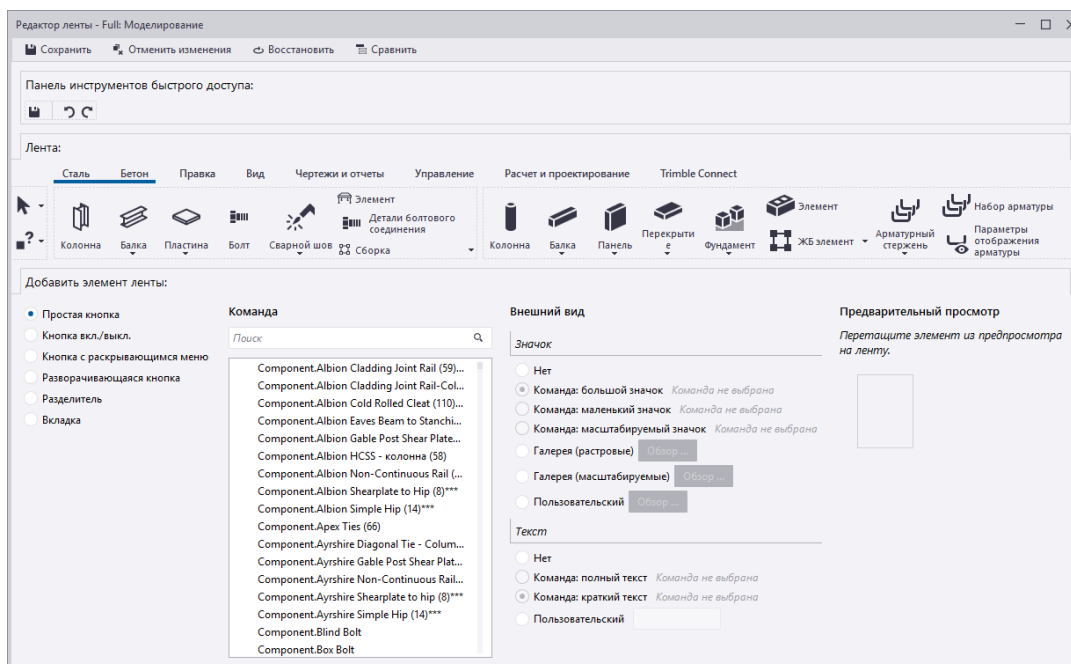 Редактор ленты - Full: Моделирование
Сохранить Отменить изменения Восстановить Сравнить
Панель инструментов быстрого доступа:
Лента:
Сталь Бетон Правка Вид Чертежи и отчеты Управление Расчет и проектирование Trimble Connect
Колонна
Балка
Пластина
Болт
Сварной шов
Элемент
Детали болтового
соединения
Сборка
Колонна
Балка
Панель
Перекрыти
е
Фундамент
Элемент
ЖБ элемент
Арматурный
стержень
Набор арматуры
Параметры
отображения
арматуры
Добавить элемент ленты:
Простая кнопка
Кнопка вкл./выкл.
Кнопка с раскрывающимся меню
Разворачивающаяся кнопка
Разделитель
Вкладка
Команда
Поиск
Component.Albion Cladding Joint Rail (59)...
Component.Albion Cladding Joint Rail-Col...
Component.Albion Cold Rolled Cleat (110)...
Component.Albion Eaves Beam to Stanchi...
Component.Albion Gable Post Shear Plate...
Component.Albion HCSS - колонна (58)
Component.Albion Non-Continuous Rail (...
Component.Albion Shearplate to Hip (8)***
Component.Albion Simple Hip (14)***
Component.Apex Ties (66)
Component.Ayrshire Diagonal Tie - Colum...
Component.Ayrshire Gable Post Shear Plat...
Component.Ayrshire Non-Continuous Rail...
Component.Ayrshire Shearplate to hip (8)***
Component.Ayrshire Simple Hip (14)***
Component.Blind Bolt
Component.Box Bolt
Внешний вид
Значок
Нет
Команда: большой значок Команда не выбрана
Команда: маленький значок Команда не выбрана
Команда: масштабируемый значок Команда не выбрана
Галерея (растровые) Обзор ...
Галерея (масштабируемые) Обзор ...
Пользовательский Обзор ...
Текст
Нет
Команда: полный текст Команда не выбрана
Команда: краткий текст Команда не выбрана
Пользовательский
Предварительный просмотр
Перетащите элемент из предпросмотра
на ленту.